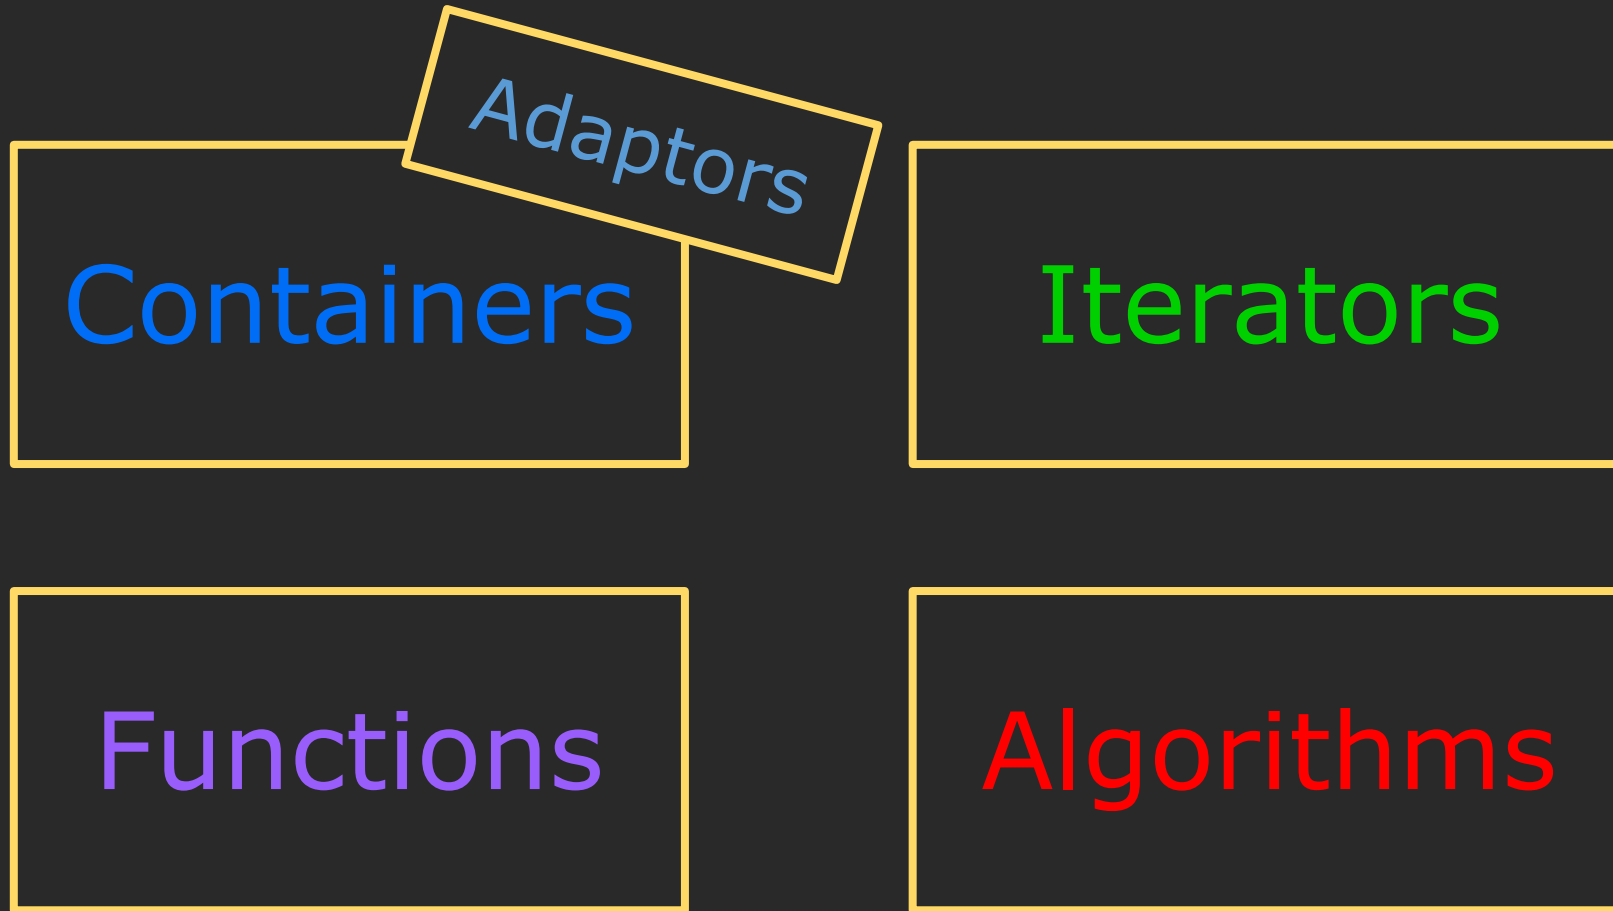 Adaptors
Containers
Iterators
Functions
Algorithms